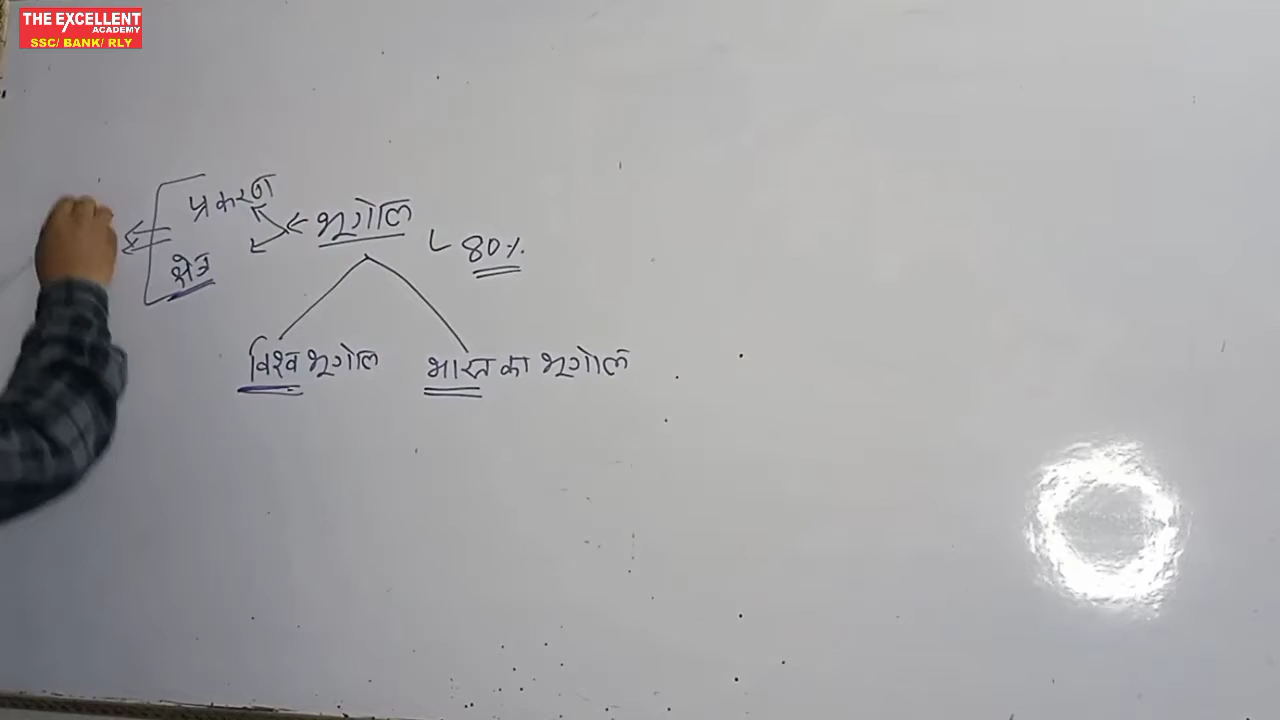 THE EXCELLENT
ACADEMY
SSC/ BANK/ RLY
प्रकरण
भूगोल
80%
क्षेत्र
विश्व भूगोल
भारत का भूगोल